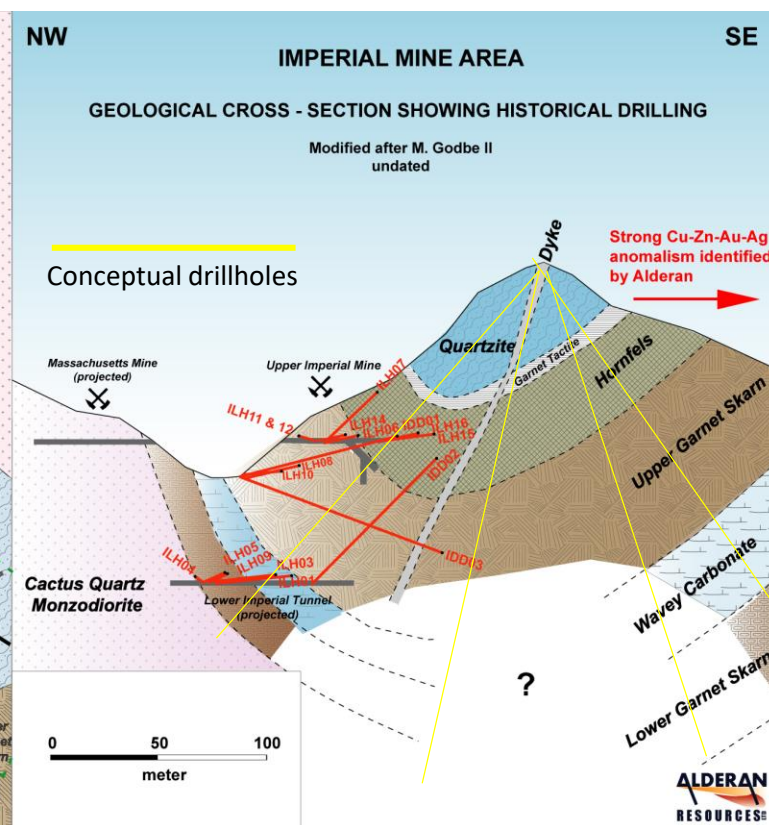 NW
SE
IMPERIAL MINE AREA
GEOLOGICAL CROSS - SECTION SHOWING HISTORICAL DRILLING
Modified after M. Godbe II
undated
Conceptual drillholes
Dyke
Strong Cu-Zn-Au-Ag
anomalism identified
by Alderan
Massachusetts Mine
(projected)
Upper Imperial Mine
Quartzite
Garnet Tactite
Hornfels
Upper Garnet Skarn
Wavey Carbonate
Lower Garnet Skarn
ILH07
ILH11 & 12
ILH14
ILH06
IDD01
ILH16
ILH15
IDD02
ILH08
ILH10
IDD03
ILH05
ILH09
ILH03
ILH04
ILH01
Lower Imperial Tunnel
(projected)
Cactus Quartz
Monzodiorite
?
0
50
100
meter
ALDERAN
RESOURCES